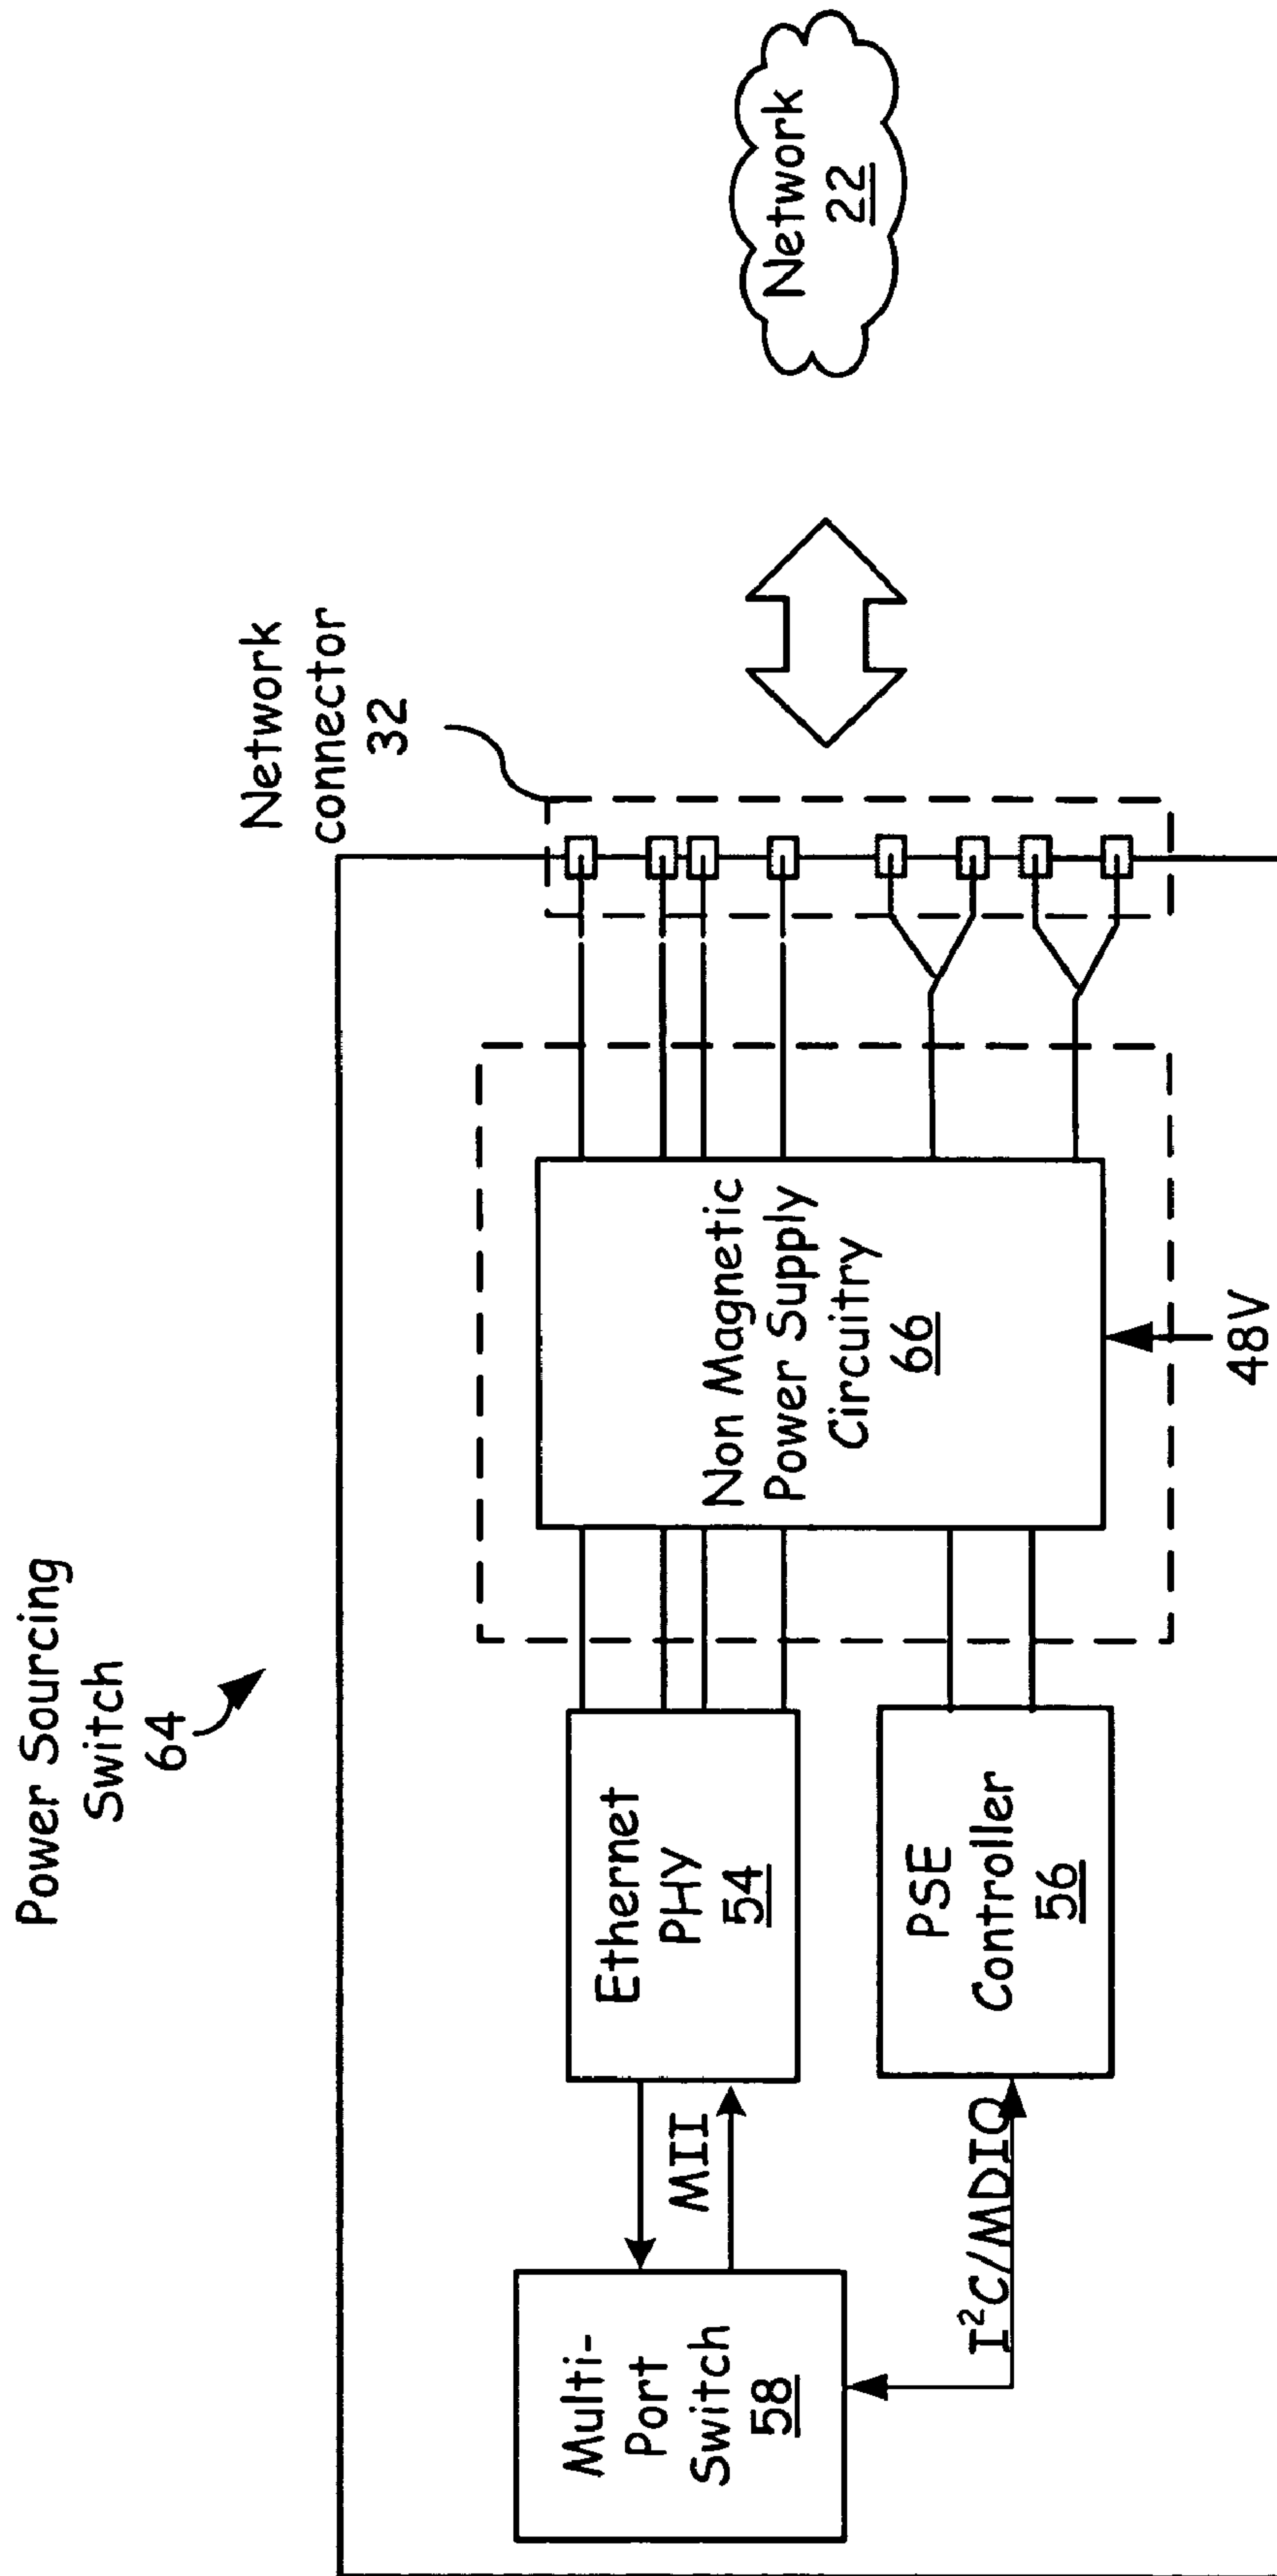 Power Sourcing
Switch
64
Network
connector
32
Multi-
Port
Switch
58
MII
I²C/MDIO
Ethernet
PHY
54
PSE
Controller
56
Non Magnetic
Power Supply
Circuitry
66
48V
Network
22